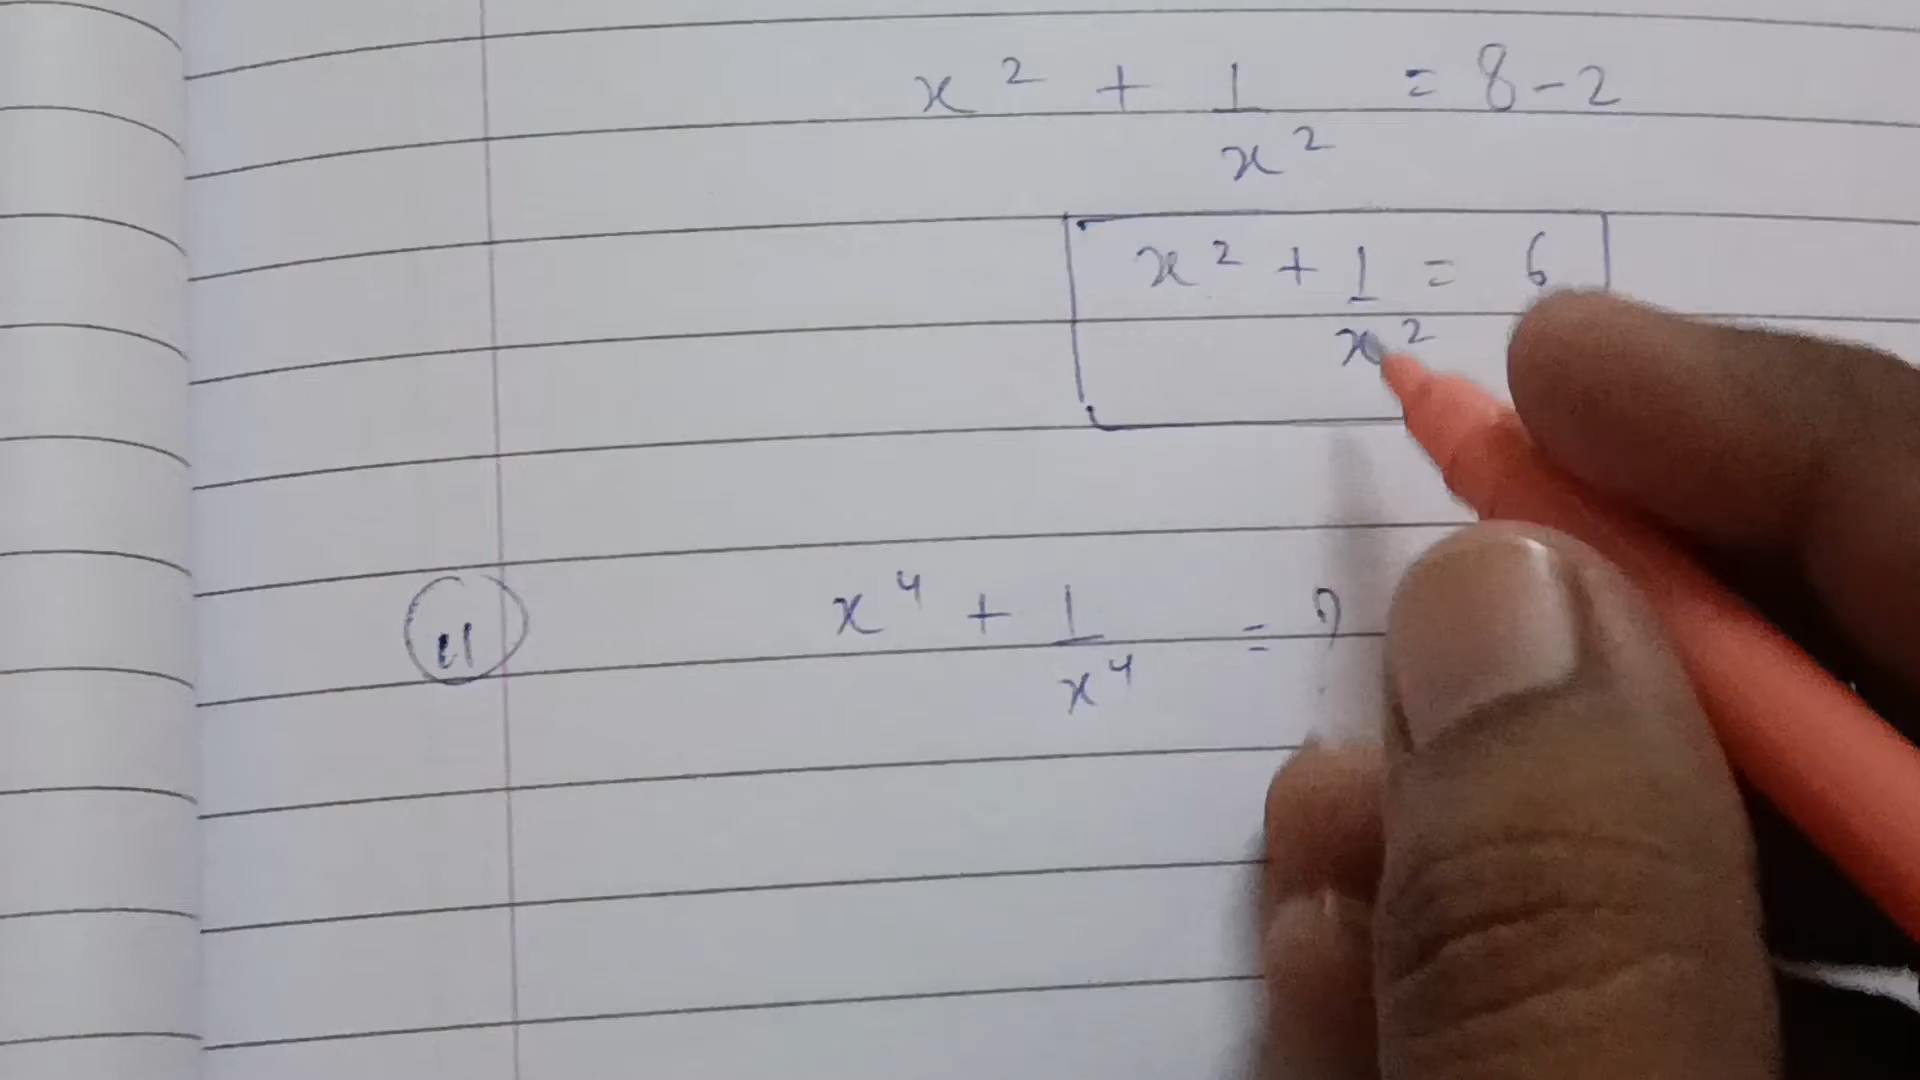 x² + 1/x² = 8-2
x² + 1/x² = 6
(ii) x⁴ + 1/x⁴ = ?